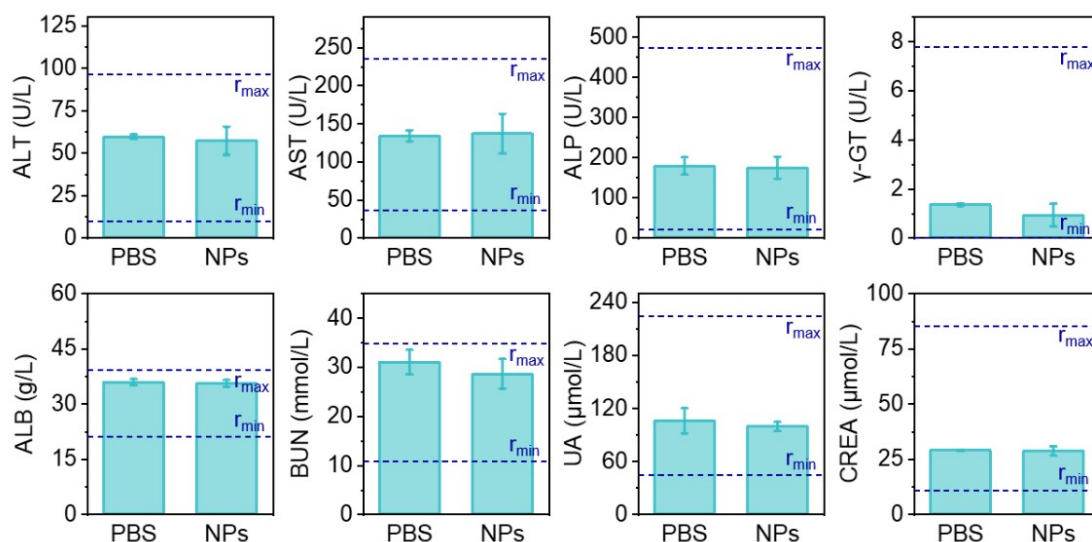 ALT (U/L)
125
100
75
50
25
0
r_max
r_min
PBS NPs
AST (U/L)
250
200
150
100
50
0
r_max
r_min
PBS NPs
ALP (U/L)
500
400
300
200
100
0
r_max
r_min
PBS NPs
γ-GT (U/L)
8
6
4
2
0
r_max
r_min
PBS NPs
ALB (g/L)
60
45
30
15
0
r_max
r_min
PBS NPs
BUN (mmol/L)
40
30
20
10
0
r_max
r_min
PBS NPs
UA (μmol/L)
240
180
120
60
0
r_max
r_min
PBS NPs
CREA (μmol/L)
100
75
50
25
0
r_max
r_min
PBS NPs